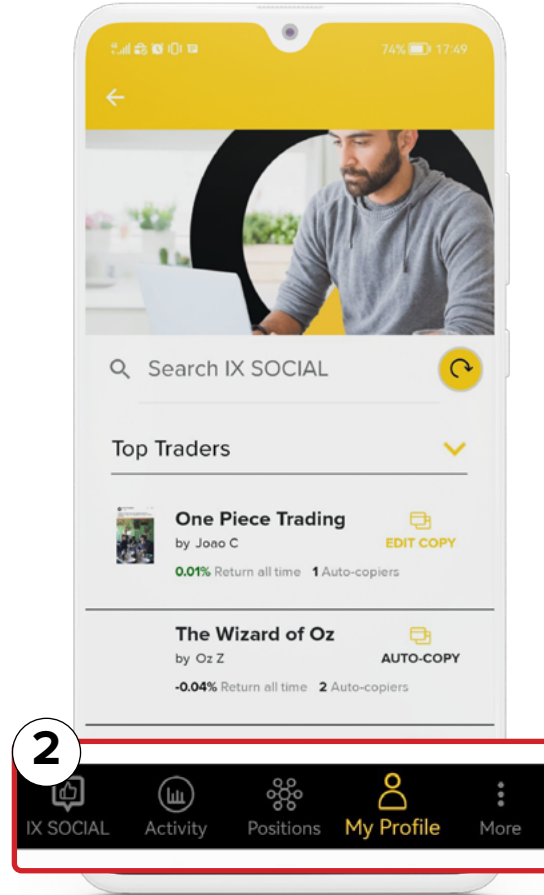 74% 17:49
Search IX SOCIAL
Top Traders
One Piece Trading
by Joao C
EDIT COPY
0.01% Return all time 1 Auto-copiers
The Wizard of Oz
by Oz Z
AUTO-COPY
-0.04% Return all time 2 Auto-copiers
2
IX SOCIAL Activity Positions My Profile More